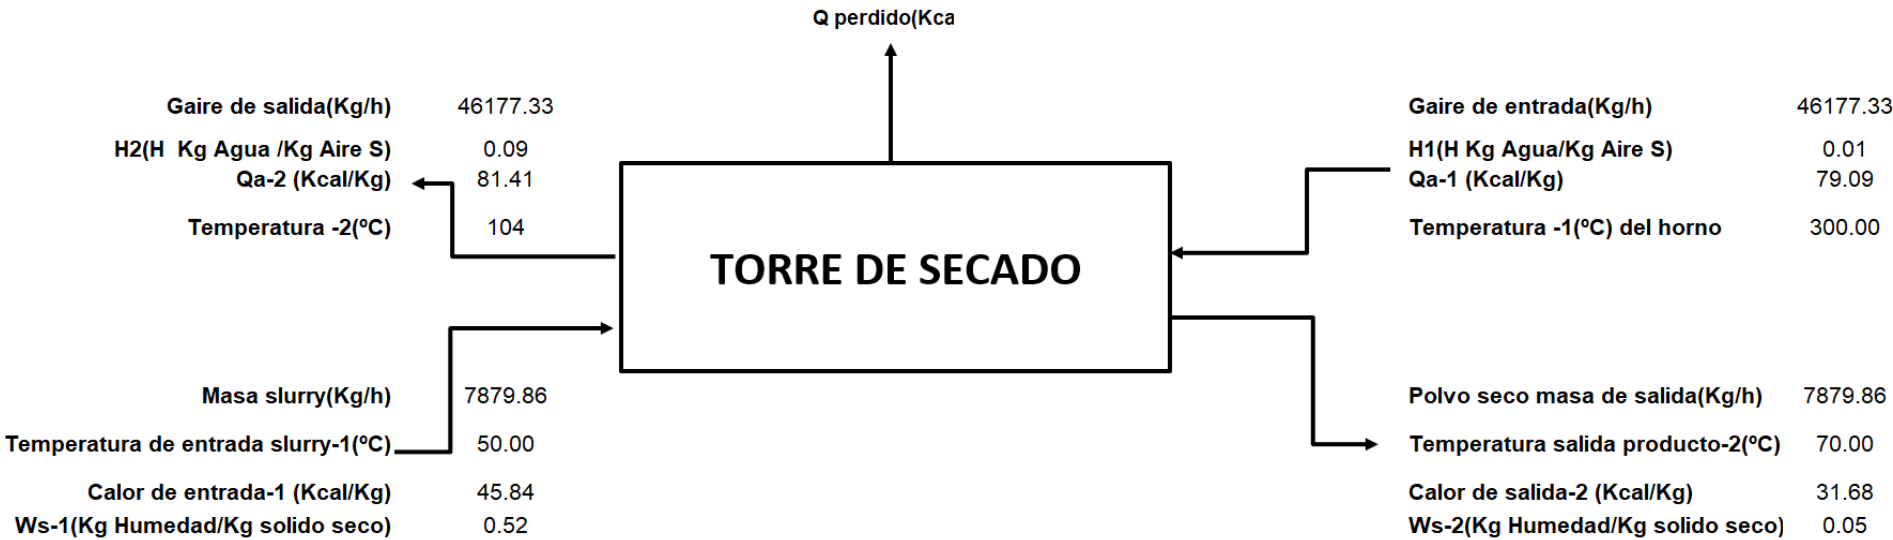 Q perdido(Kca
Gaire de salida(Kg/h) 46177.33
H2(H Kg Agua /Kg Aire S) 0.09
Qa-2 (Kcal/Kg) 81.41
Temperatura -2(ºC) 104
Gaire de entrada(Kg/h) 46177.33
H1(H Kg Agua/Kg Aire S) 0.01
Qa-1 (Kcal/Kg) 79.09
Temperatura -1(ºC) del horno 300.00
TORRE DE SECADO
Masa slurry(Kg/h) 7879.86
Temperatura de entrada slurry-1(ºC) 50.00
Calor de entrada-1 (Kcal/Kg) 45.84
Ws-1(Kg Humedad/Kg solido seco) 0.52
Polvo seco masa de salida(Kg/h) 7879.86
Temperatura salida producto-2(ºC) 70.00
Calor de salida-2 (Kcal/Kg) 31.68
Ws-2(Kg Humedad/Kg solido seco) 0.05